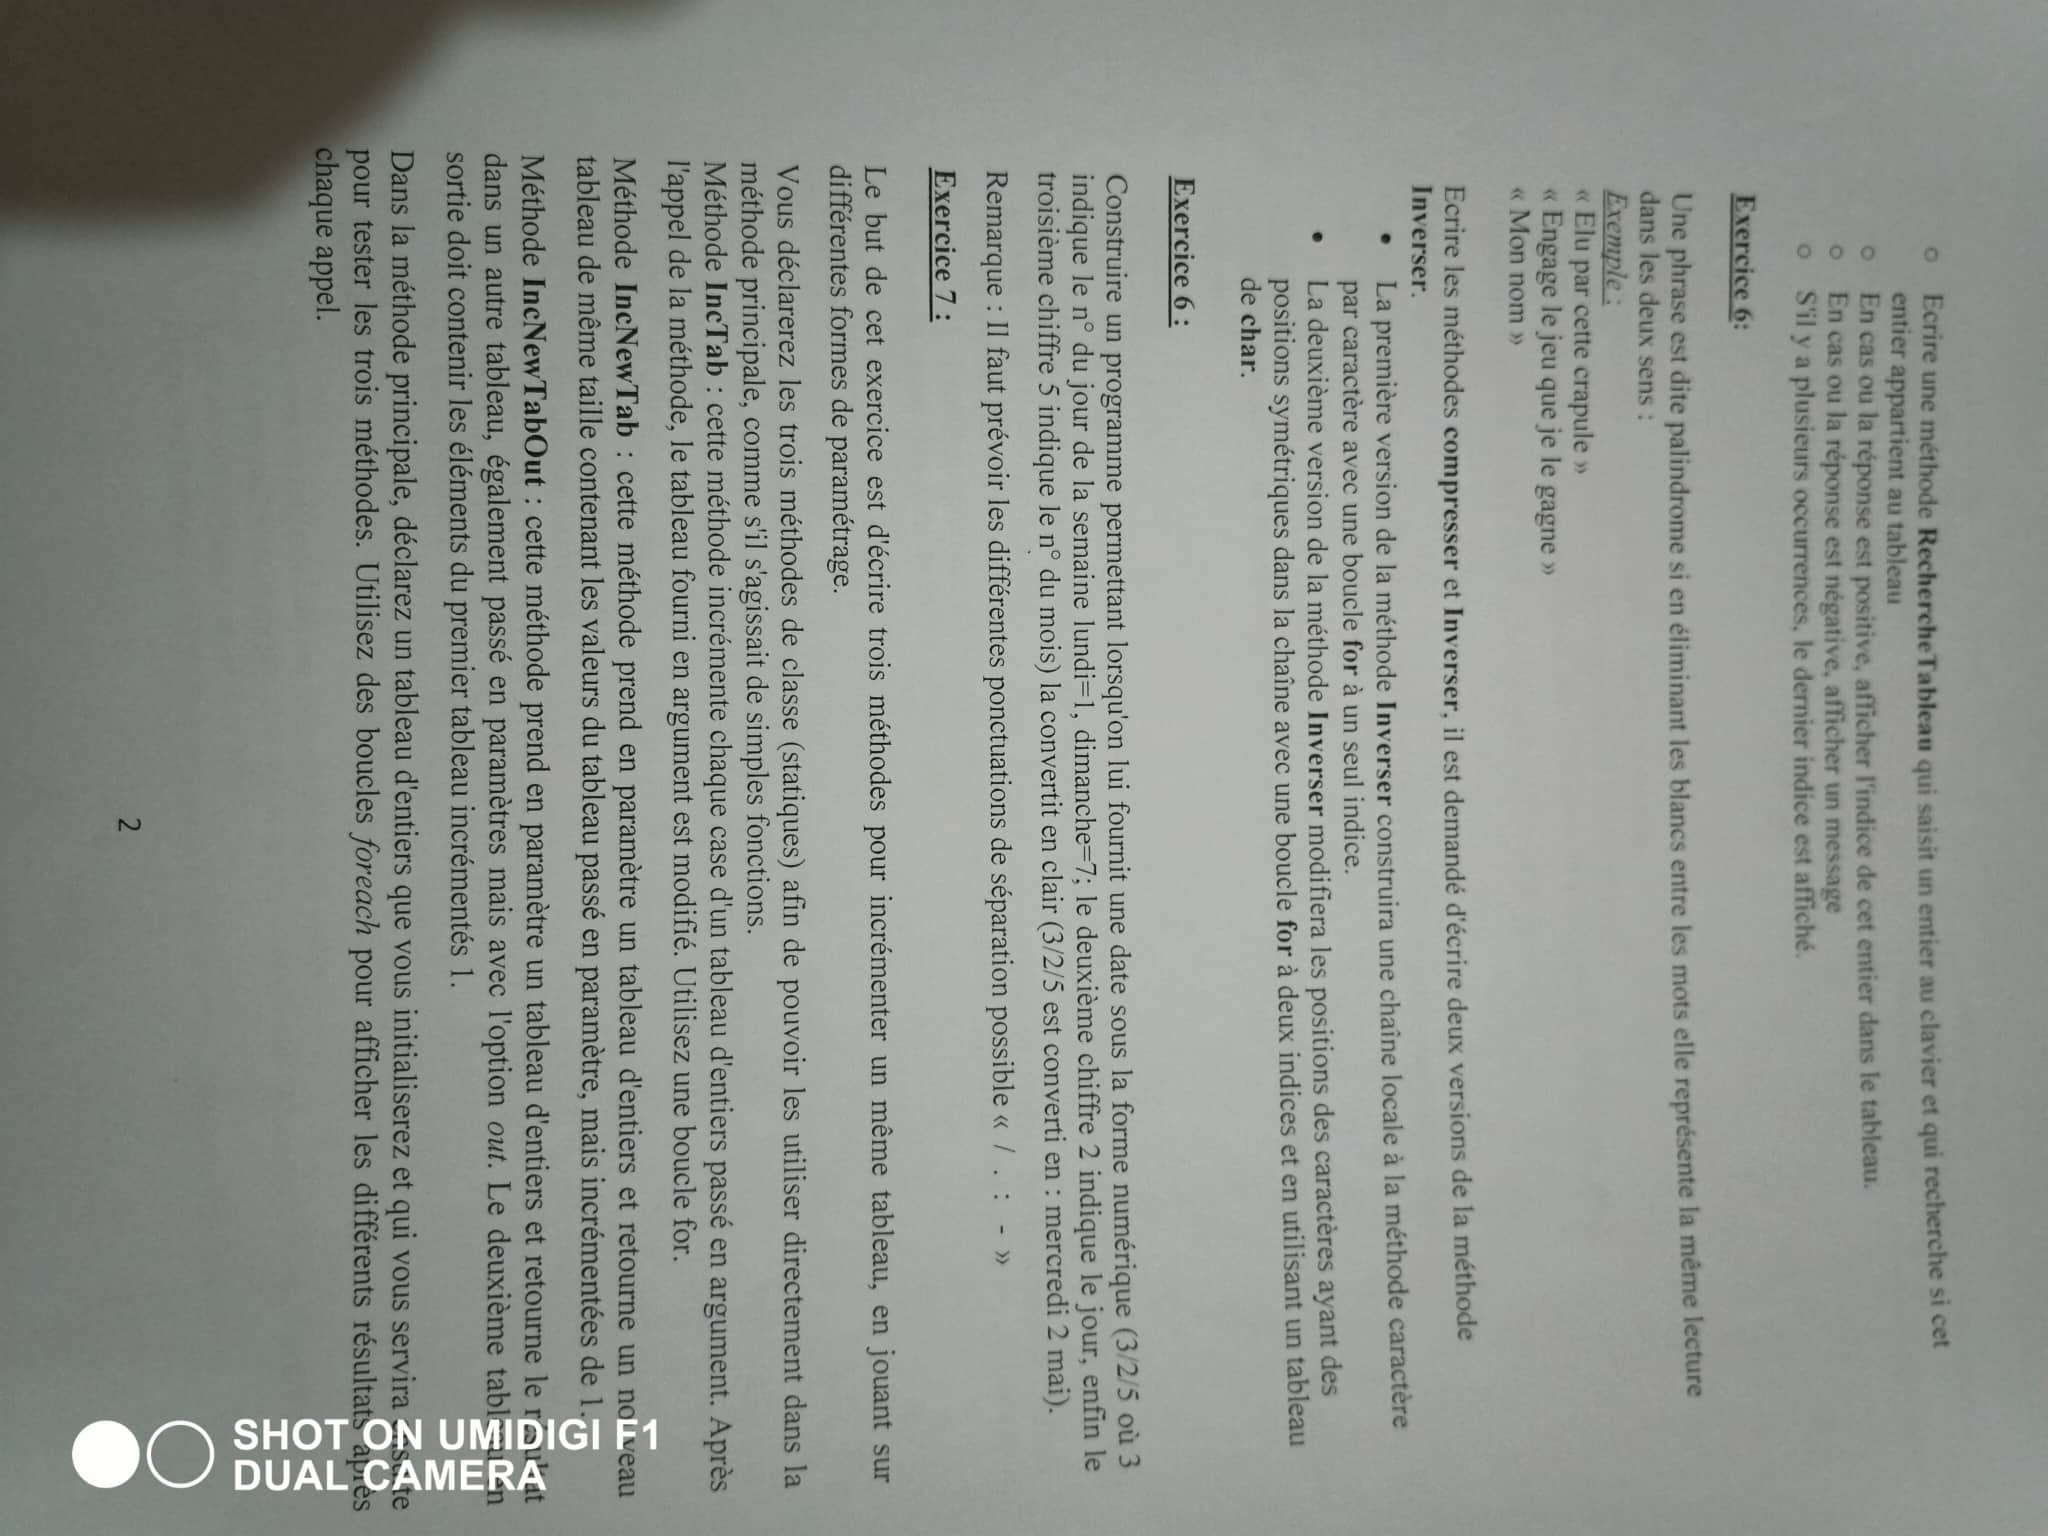 ○ Ecrire une méthode RechercheTableau qui saisit un entier au clavier et qui recherche si cet
entier appartient au tableau
○ En cas ou la réponse est positive, afficher l'indice de cet entier dans le tableau.
○ En cas ou la réponse est négative, afficher un message
○ S'il y a plusieurs occurrences, le dernier indice est affiché.
Exercice 6:
Une phrase est dite palindrome si en éliminant les blancs entre les mots elle représente la même lecture
dans les deux sens :
Exemple :
« Elu par cette crapule »
« Engage le jeu que je le gagne »
« Mon nom »
Ecrire les méthodes compresser et Inverser, il est demandé d'écrire deux versions de la méthode
Inverser.
• La première version de la méthode Inverser construira une chaîne locale à la méthode caractère
par caractère avec une boucle for à un seul indice.
• La deuxième version de la méthode Inverser modifiera les positions des caractères ayant des
positions symétriques dans la chaîne avec une boucle for à deux indices et en utilisant un tableau
de char.
Exercice 6 :
Construire un programme permettant lorsqu'on lui fournit une date sous la forme numérique (3/2/5 où 3
indique le n° du jour de la semaine lundi=1, dimanche=7; le deuxième chiffre 2 indique le jour, enfin le
troisième chiffre 5 indique le n° du mois) la convertit en clair (3/2/5 est converti en : mercredi 2 mai).
Remarque : Il faut prévoir les différentes ponctuations de séparation possible « / . : - »
Exercice 7 :
Le but de cet exercice est d'écrire trois méthodes pour incrémenter un même tableau, en jouant sur
différentes formes de paramétrage.
Vous déclarerez les trois méthodes de classe (statiques) afin de pouvoir les utiliser directement dans la
méthode principale, comme s'il s'agissait de simples fonctions.
Méthode IncTab : cette méthode incrémente chaque case d'un tableau d'entiers passé en argument. Après
l'appel de la méthode, le tableau fourni en argument est modifié. Utilisez une boucle for.
Méthode IncNewTab : cette méthode prend en paramètre un tableau d'entiers et retourne un nouveau
tableau de même taille contenant les valeurs du tableau passé en paramètre, mais incrémentées de 1.
Méthode IncNewTabOut : cette méthode prend en paramètre un tableau d'entiers et retourne le résultat
dans un autre tableau, également passé en paramètres mais avec l'option out. Le deuxième tableau en
sortie doit contenir les éléments du premier tableau incrémentés 1.
Dans la méthode principale, déclarez un tableau d'entiers que vous initialiserez et qui vous servira ensuite
pour tester les trois méthodes. Utilisez des boucles foreach pour afficher les différents résultats après
chaque appel.
2
SHOT ON UMIDIGI F1
DUAL CAMERA